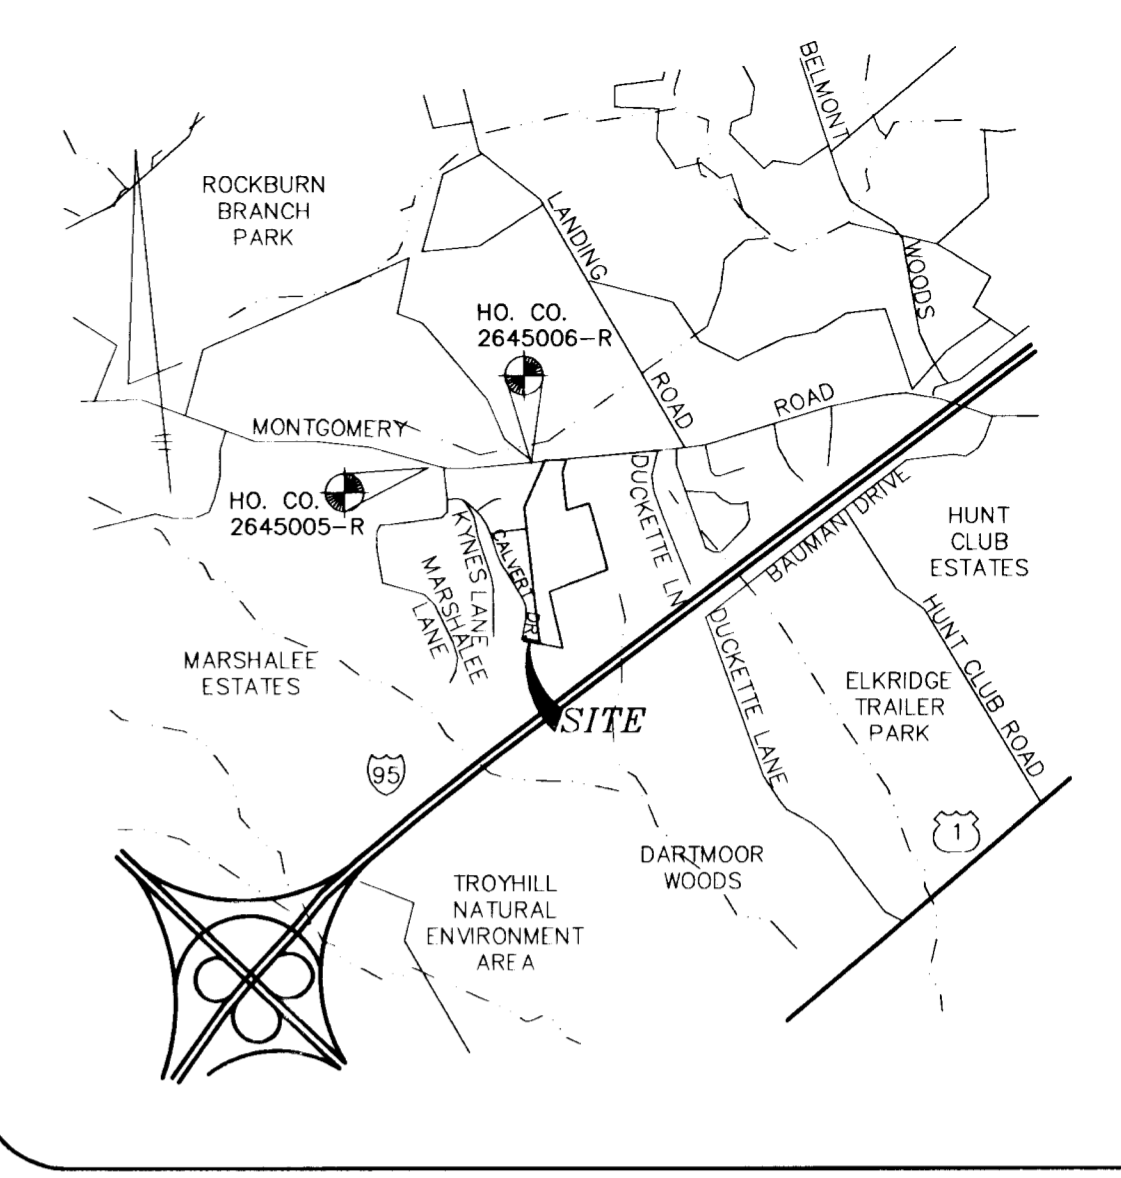 BELMONT
WOODS
ROCKBURN
BRANCH
PARK
LANDING
ROAD
HO. CO.
2645006-R
MONTGOMERY
ROAD
HO. CO.
2645005-R
KYNES LANE
CALVERT DR
MARSHALEE
LANE
DUCKETTE LN
BAUMAN DRIVE
HUNT
CLUB
ESTATES
MARSHALEE
ESTATES
DUCKETTE LANE
HUNT CLUB ROAD
ELKRIDGE
TRAILER
PARK
SITE
95
1
DARTMOOR
WOODS
TROYHILL
NATURAL
ENVIRONMENT
AREA